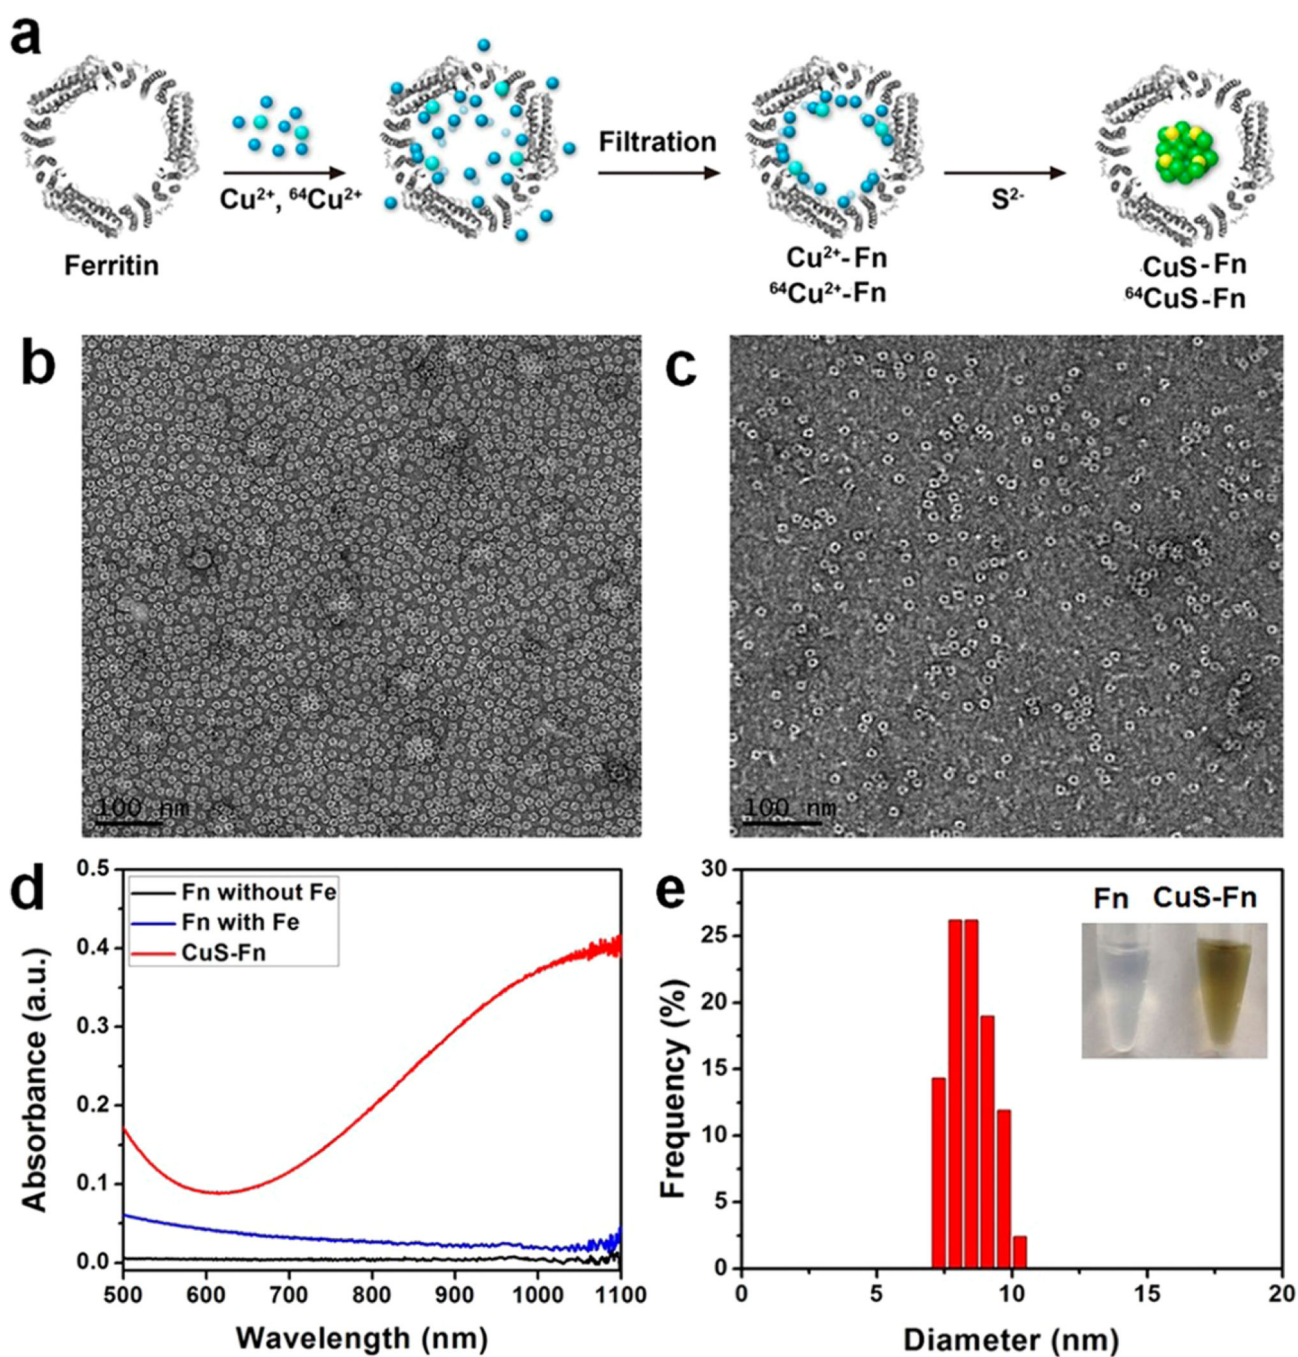 a
Cu²⁺, ⁶⁴Cu²⁺
Filtration
S²⁻
Ferritin
Cu²⁺-Fn
⁶⁴Cu²⁺-Fn
CuS-Fn
⁶⁴CuS-Fn
b
100 nm
c
100 nm
d
0.5
0.4
0.3
0.2
0.1
0.0
Absorbance (a.u.)
Fn without Fe
Fn with Fe
CuS-Fn
500 600 700 800 900 1000 1100
Wavelength (nm)
e
30
25
20
15
10
5
0
Frequency (%)
Fn CuS-Fn
0 5 10 15 20
Diameter (nm)